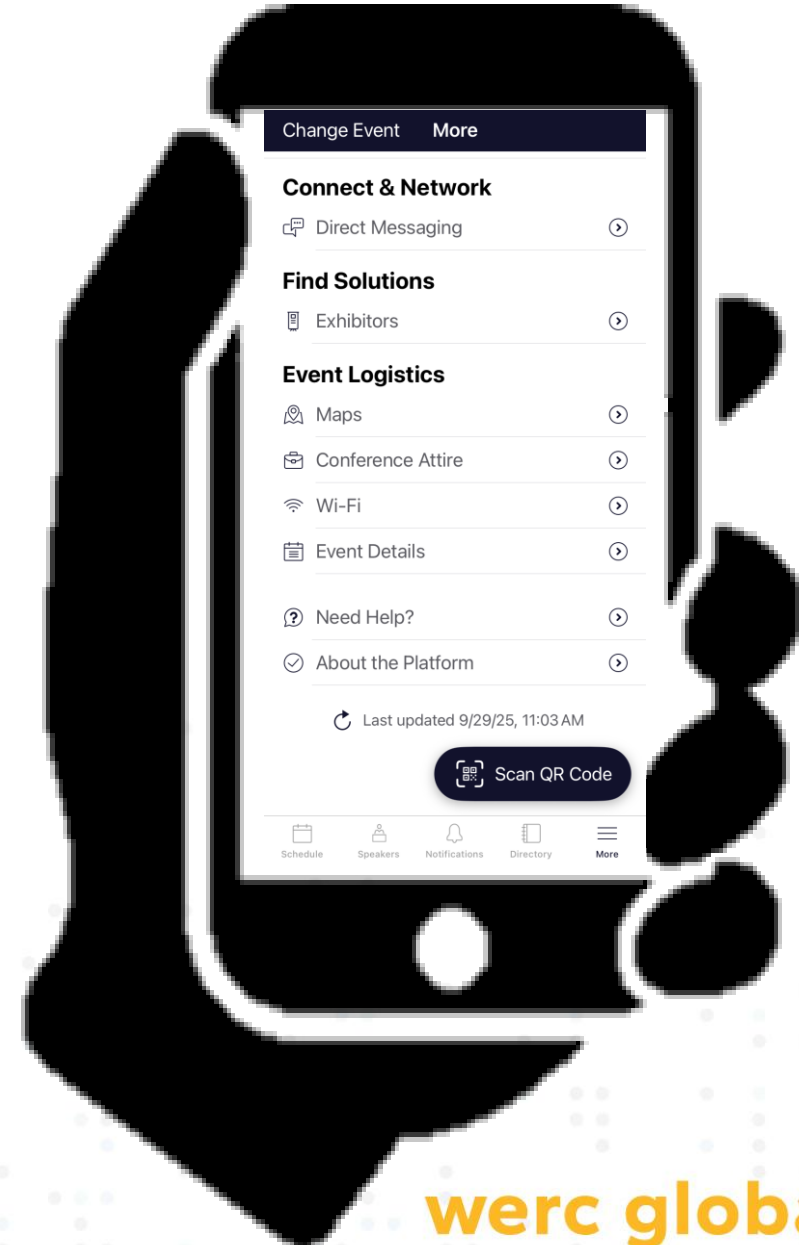 Change Event More
Connect & Network
Direct Messaging
Find Solutions
Exhibitors
Event Logistics
Maps
Conference Attire
Wi-Fi
Event Details
Need Help?
About the Platform
Last updated 9/29/25, 11:03 AM
Scan QR Code
Schedule Speakers Notifications Directory More
werc globa